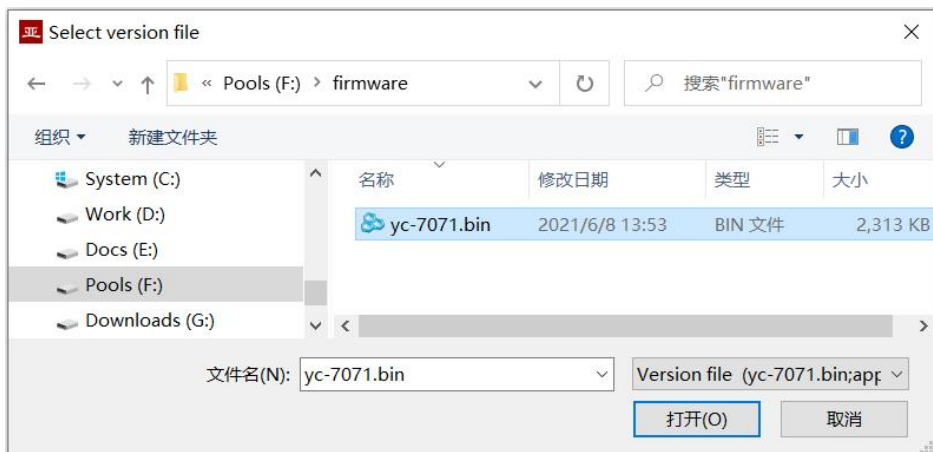 亚 Select version file
« Pools (F:) > firmware 搜索"firmware"
组织 新建文件夹 ?
System (C:) 名称 修改日期 类型 大小
Work (D:) yc-7071.bin 2021/6/8 13:53 BIN 文件 2,313 KB
Docs (E:)
Pools (F:)
Downloads (G:)
文件名(N): yc-7071.bin Version file (yc-7071.bin;app
打开(O) 取消